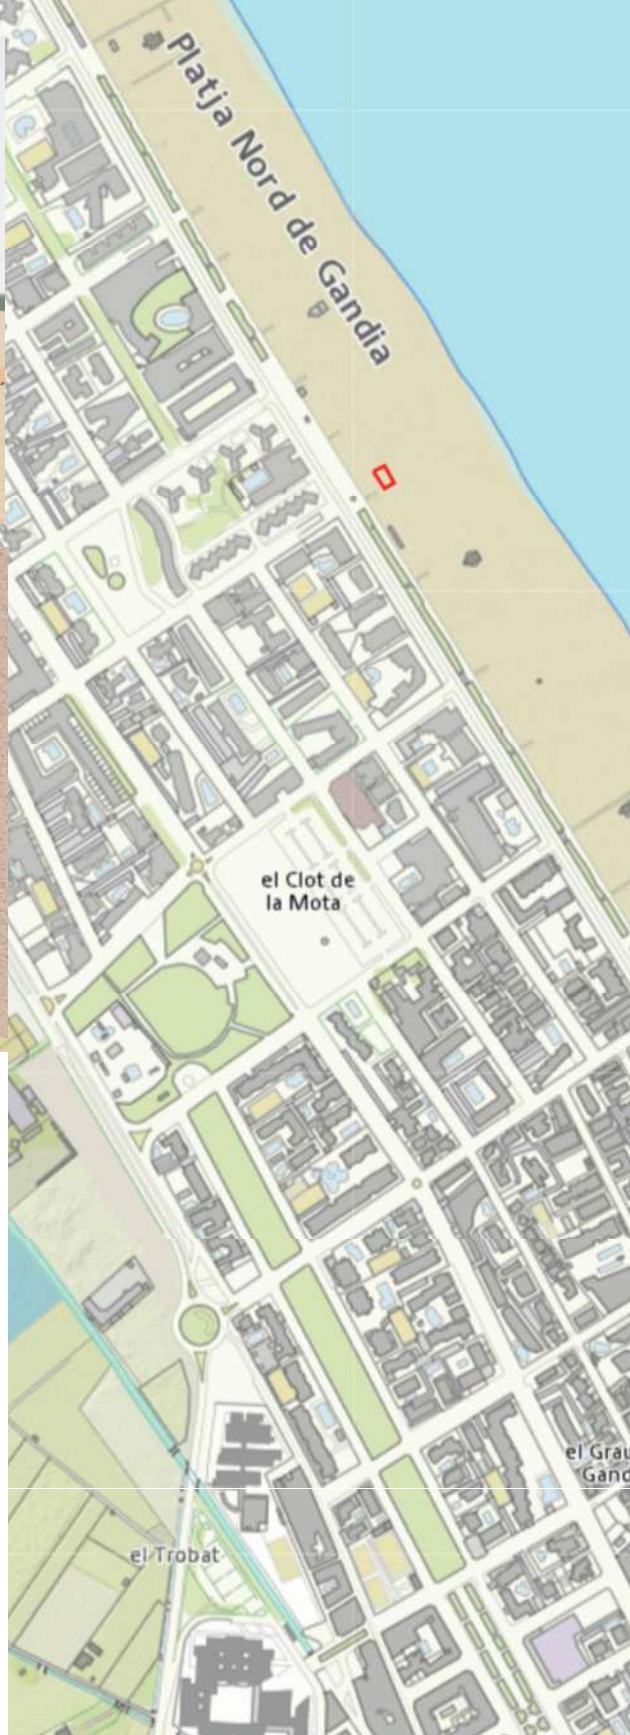 Platja Nord de Gandia
el Clot de
la Mota
el Grau
Gand
el Trobat